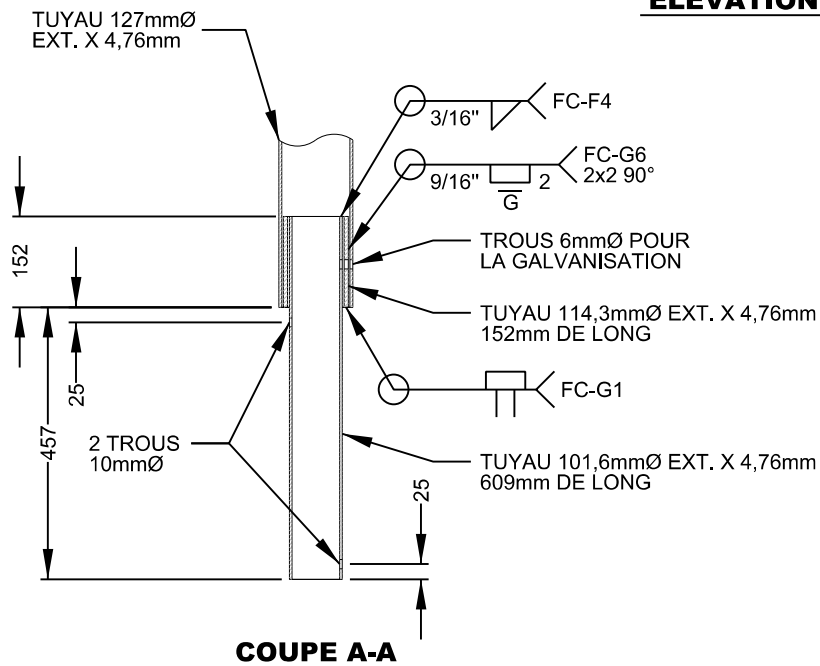 ÉLÉVATION
TUYAU 127mmØ
EXT. X 4,76mm
3/16"
FC-F4
9/16"
G
2
FC-G6
2x2 90°
TROUS 6mmØ POUR
LA GALVANISATION
152
TUYAU 114,3mmØ EXT. X 4,76mm
152mm DE LONG
25
FC-G1
457
2 TROUS
10mmØ
TUYAU 101,6mmØ EXT. X 4,76mm
609mm DE LONG
25
COUPE A-A